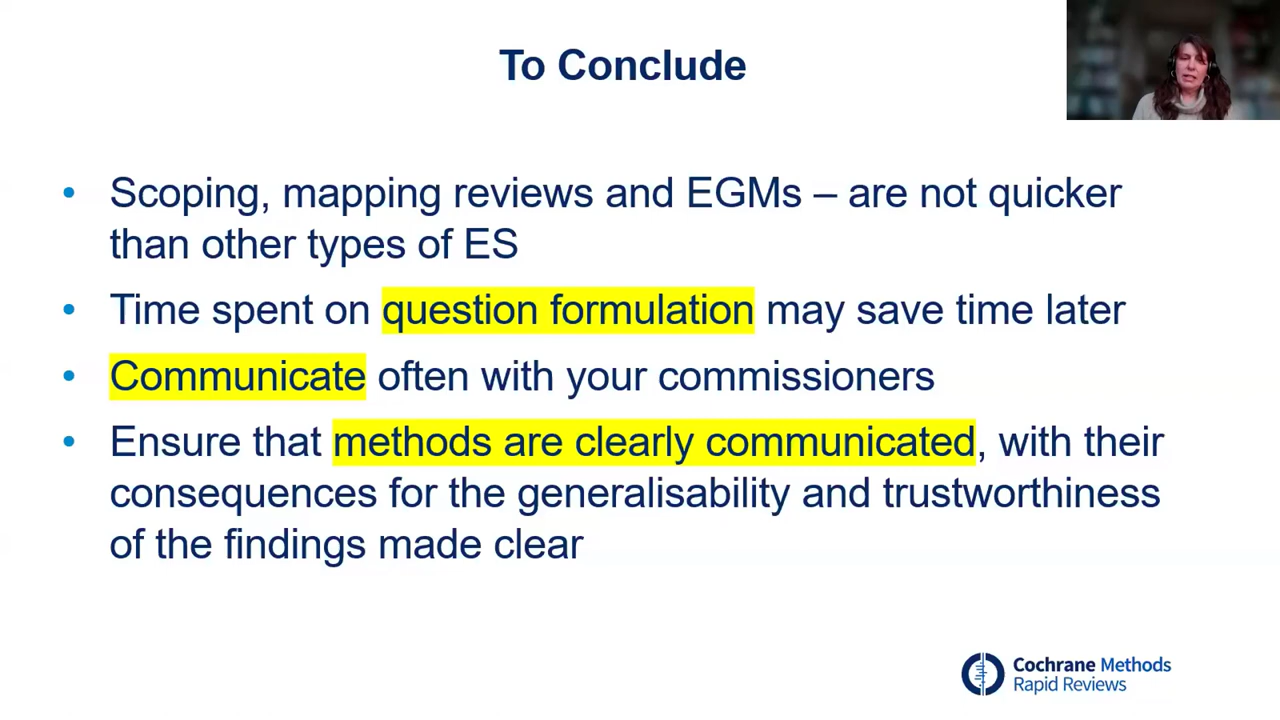 To Conclude
• Scoping, mapping reviews and EGMs – are not quicker
than other types of ES
• Time spent on question formulation may save time later
• Communicate often with your commissioners
• Ensure that methods are clearly communicated, with their
consequences for the generalisability and trustworthiness
of the findings made clear
Cochrane Methods
Rapid Reviews